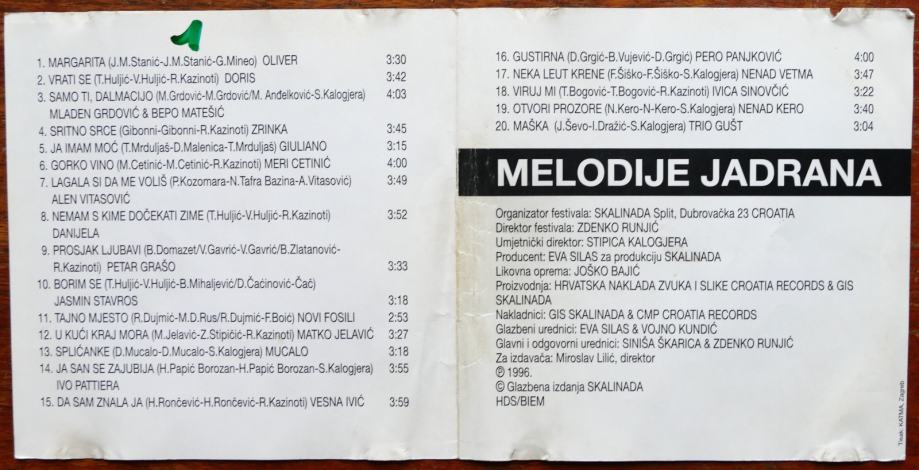 1
1. MARGARITA (J.M.Stanić-J.M.Stanić-G.Mineo) OLIVER 3:30
2. VRATI SE (T.Huljić-V.Huljić-R.Kazinoti) DORIS 3:42
3. SAMO TI, DALMACIJO (M.Grdović-M.Grdović/M. Anđelković-S.Kalogjera) 4:03
MLADEN GRDOVIĆ & BEPO MATEŠIĆ
4. SRITNO SRCE (Gibonni-Gibonni-R.Kazinoti) ZRINKA 3:45
5. JA IMAM MOĆ (T.Mrduljaš-D.Malenica-T.Mrduljaš) GIULIANO 3:15
6. GORKO VINO (M.Cetinić-M.Cetinić-R.Kazinoti) MERI CETINIĆ 4:00
7. LAGALA SI DA ME VOLIŠ (P.Kozomara-N.Tafra Bazina-A.Vitasović) 3:49
ALEN VITASOVIĆ
8. NEMAM S KIME DOČEKATI ZIME (T.Huljić-V.Huljić-R.Kazinoti) 3:52
DANIJELA
9. PROSJAK LJUBAVI (B.Domazet/V.Gavrić-V.Gavrić/B.Zlatanović-
R.Kazinoti) PETAR GRAŠO 3:33
10. BORIM SE (T.Huljić-V.Huljić-B.Mihaljević/D.Ćaćinović-Čač)
JASMIN STAVROS 3:18
11. TAJNO MJESTO (R.Dujmić-M.D.Rus/R.Dujmić-F.Boić) NOVI FOSILI 2:53
12. U KUĆI KRAJ MORA (M.Jelavić-Z.Stipičić-R.Kazinoti) MATKO JELAVIĆ 3:27
13. SPLIĆANKE (D.Mucalo-D.Mucalo-S.Kalogjera) MUCALO 3:18
14. JA SAN SE ZAJUBIJA (H.Papić Borozan-H.Papić Borozan-S.Kalogjera) 3:55
IVO PATTIERA
15. DA SAM ZNALA JA (H.Rončević-H.Rončević-R.Kazinoti) VESNA IVIĆ 3:59
16. GUSTIRNA (D.Grgić-B.Vujević-D.Grgić) PERO PANJKOVIĆ 4:00
17. NEKA LEUT KRENE (F.Šiško-F.Šiško-S.Kalogjera) NENAD VETMA 3:47
18. VIRUJ MI (T.Bogović-T.Bogović-R.Kazinoti) IVICA SINOVČIĆ 3:22
19. OTVORI PROZORE (N.Kero-N.Kero-S.Kalogjera) NENAD KERO 3:40
20. MAŠKA (J.Ševo-I.Dražić-S.Kalogjera) TRIO GUŠT 3:04
MELODIJE JADRANA
Organizator festivala: SKALINADA Split, Dubrovačka 23 CROATIA
Direktor festivala: ZDENKO RUNJIĆ
Umjetnički direktor: STIPICA KALOGJERA
Producent: EVA SILAS za produkciju SKALINADA
Likovna oprema: JOŠKO BAJIĆ
Proizvodnja: HRVATSKA NAKLADA ZVUKA I SLIKE CROATIA RECORDS & GIS
SKALINADA
Nakladnici: GIS SKALINADA & CMP CROATIA RECORDS
Glazbeni urednici: EVA SILAS & VOJNO KUNDIĆ
Glavni i odgovorni urednici: SINIŠA ŠKARICA & ZDENKO RUNJIĆ
Za izdavača: Miroslav Lilić, direktor
℗ 1996.
© Glazbena izdanja SKALINADA
HDS/BIEM
Tisak: KATMA, Zagreb